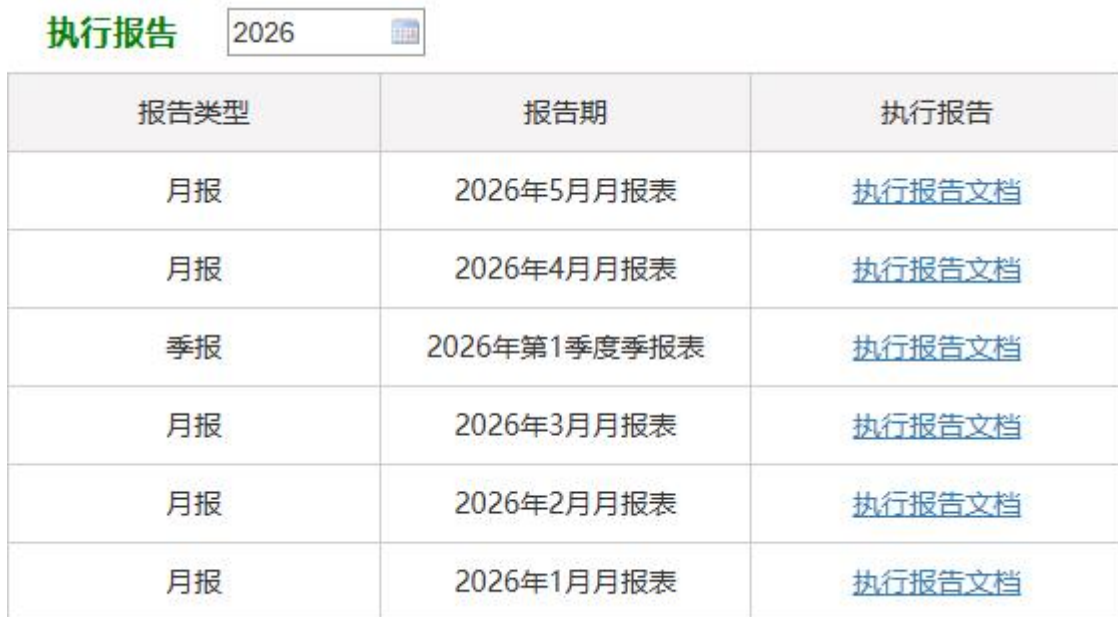 执行报告 2026
报告类型 报告期 执行报告
月报 2026年5月月报表 执行报告文档
月报 2026年4月月报表 执行报告文档
季报 2026年第1季度季报表 执行报告文档
月报 2026年3月月报表 执行报告文档
月报 2026年2月月报表 执行报告文档
月报 2026年1月月报表 执行报告文档